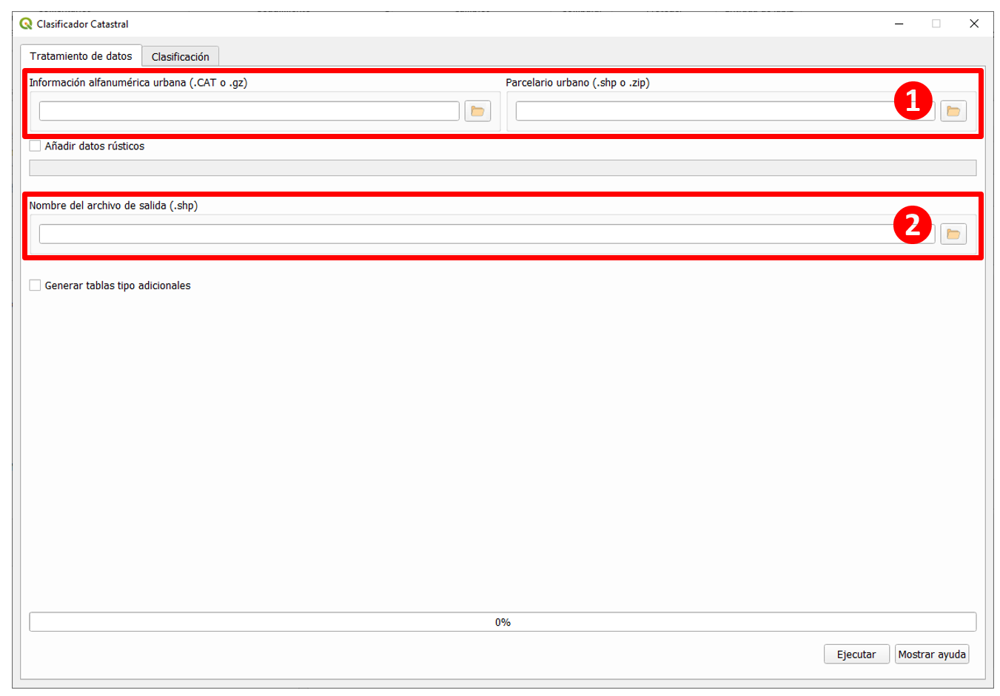 Clasificador Catastral
Tratamiento de datos
Clasificación
Información alfanumérica urbana (.CAT o .gz)
Parcelario urbano (.shp o .zip)
1
Añadir datos rústicos
Nombre del archivo de salida (.shp)
2
Generar tablas tipo adicionales
0%
Ejecutar
Mostrar ayuda